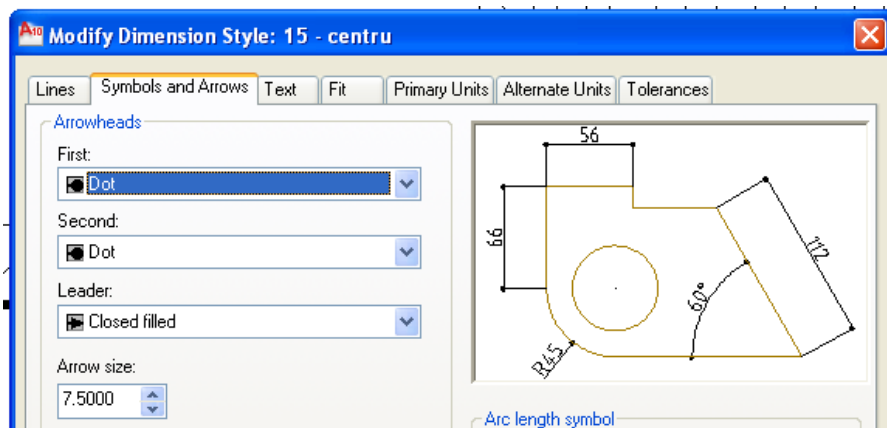 A10 Modify Dimension Style: 15 - centru
Lines Symbols and Arrows Text Fit Primary Units Alternate Units Tolerances
Arrowheads
First:
Dot
Second:
Dot
Leader:
Closed filled
Arrow size:
7.5000
56
66
112
60°
R45
Arc length symbol